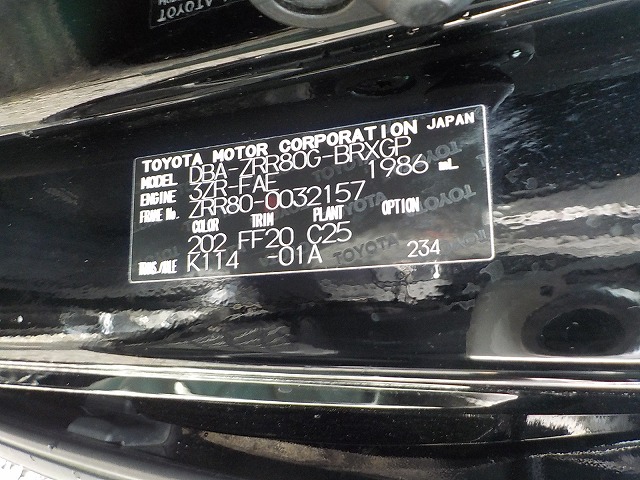 TOYOTA MOTOR CORPORATION JAPAN
MODEL DBA-ZRR80G-BRXGP
ENGINE 3ZR-FAE 1986 mL
FRAME No. ZRR80-0032157
COLOR TRIM PLANT OPTION
202 FF20 C25
TRANS./AXLE K114 -01A 234